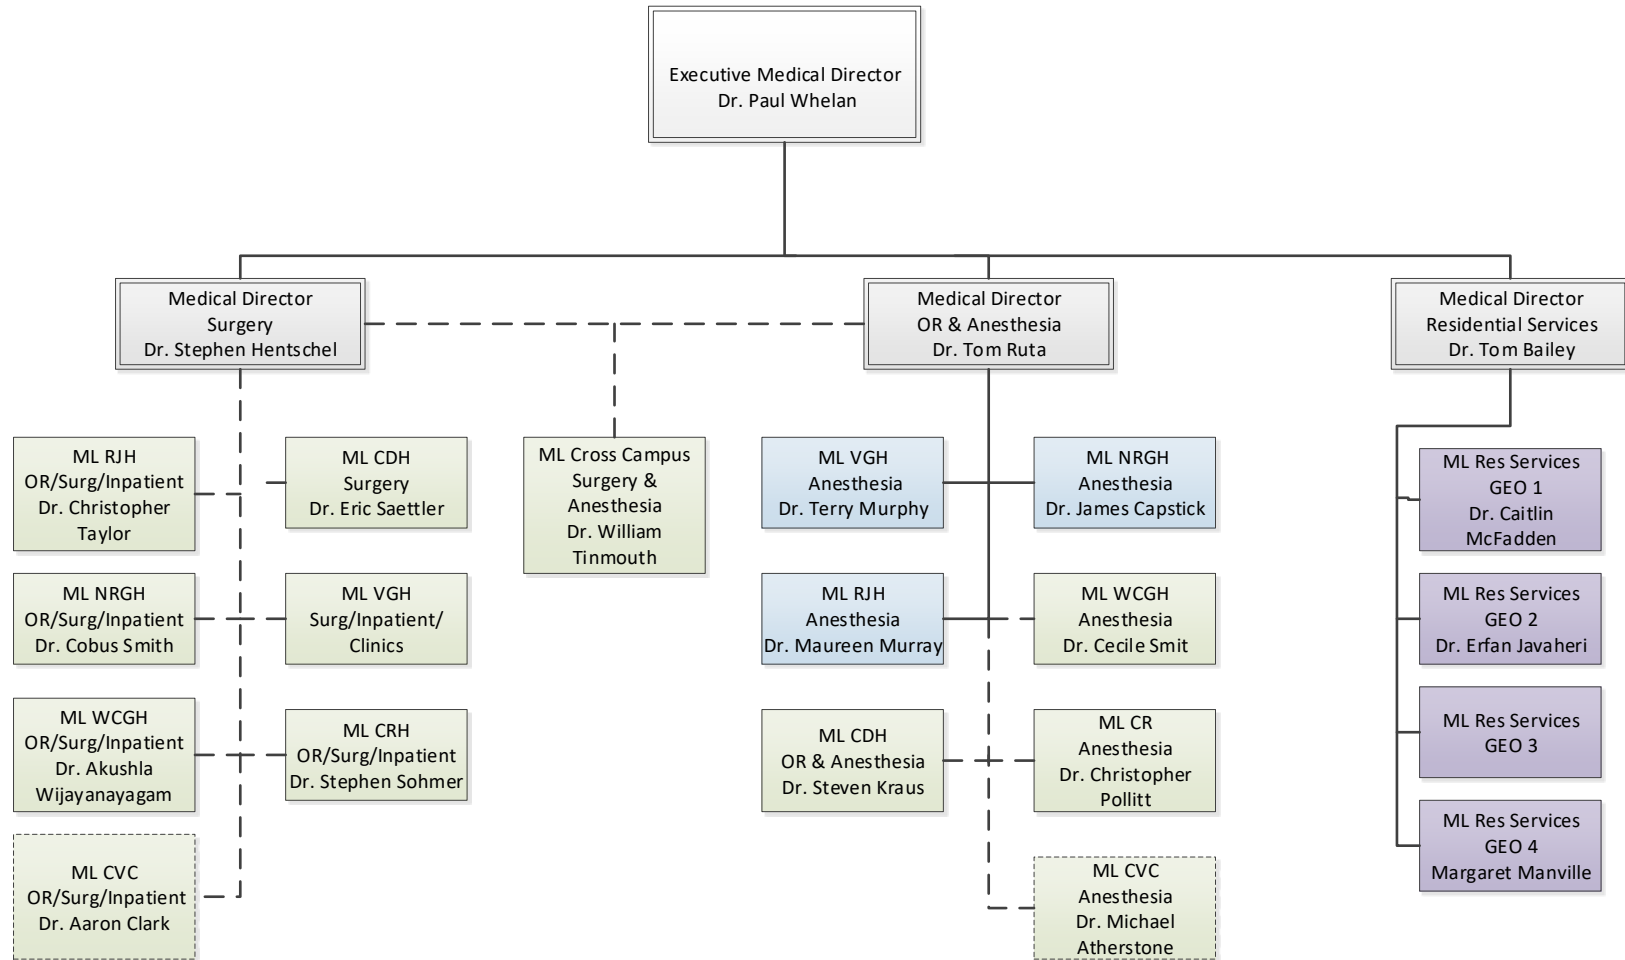 Executive Medical Director
Dr. Paul Whelan
Medical Director
Surgery
Dr. Stephen Hentschel
Medical Director
OR & Anesthesia
Dr. Tom Ruta
Medical Director
Residential Services
Dr. Tom Bailey
ML RJH
OR/Surg/Inpatient
Dr. Christopher
Taylor
ML CDH
Surgery
Dr. Eric Saettler
ML Cross Campus
Surgery &
Anesthesia
Dr. William
Tinmouth
ML VGH
Anesthesia
Dr. Terry Murphy
ML NRGH
Anesthesia
Dr. James Capstick
ML Res Services
GEO 1
Dr. Caitlin
McFadden
ML NRGH
OR/Surg/Inpatient
Dr. Cobus Smith
ML VGH
Surg/Inpatient/
Clinics
ML RJH
Anesthesia
Dr. Maureen Murray
ML WCGH
Anesthesia
Dr. Cecile Smit
ML Res Services
GEO 2
Dr. Erfan Javaheri
ML WCGH
OR/Surg/Inpatient
Dr. Akushla
Wijayanayagam
ML CRH
OR/Surg/Inpatient
Dr. Stephen Sohmer
ML CDH
OR & Anesthesia
Dr. Steven Kraus
ML CR
Anesthesia
Dr. Christopher
Pollitt
ML Res Services
GEO 3
ML CVC
OR/Surg/Inpatient
Dr. Aaron Clark
ML CVC
Anesthesia
Dr. Michael
Atherstone
ML Res Services
GEO 4
Margaret Manville